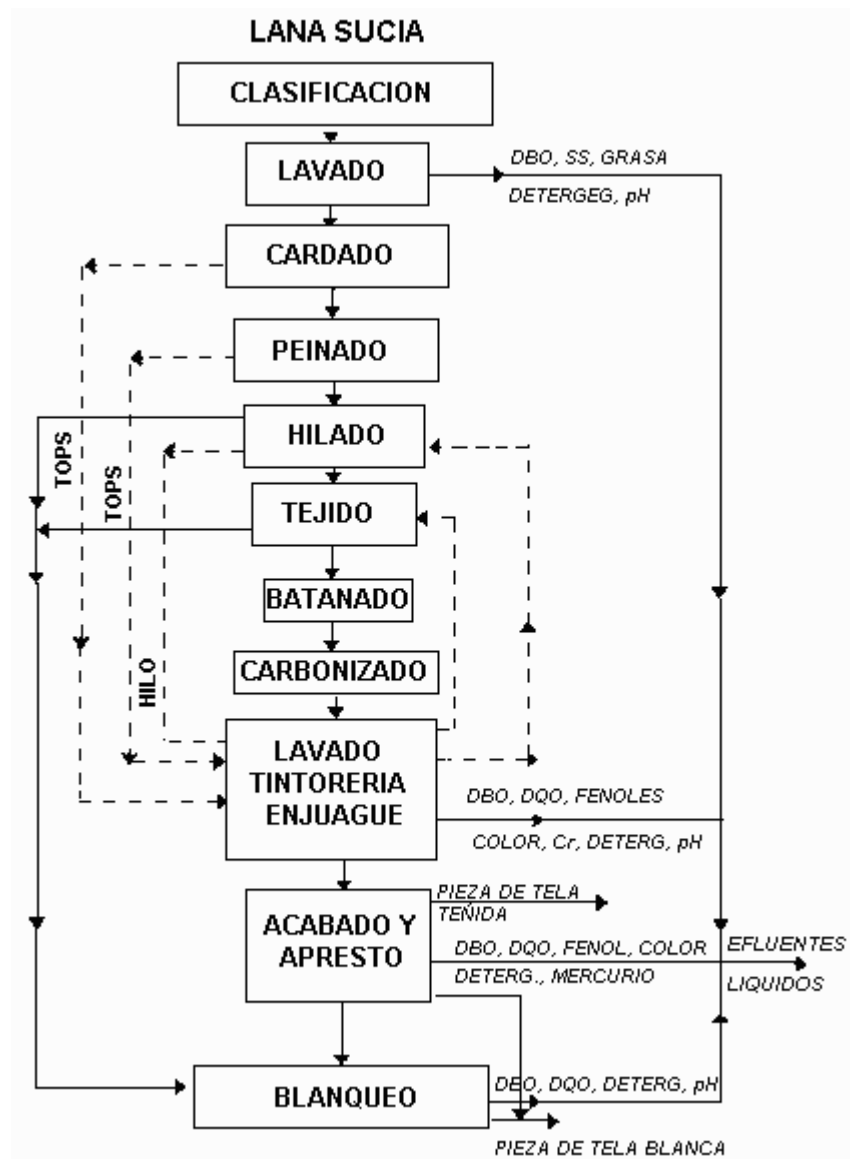 LANA SUCIA
CLASIFICACION
LAVADO
DBO, SS, GRASA
DETERGEG, pH
CARDADO
PEINADO
HILADO
TOPS
TOPS
TEJIDO
BATANADO
HILO
CARBONIZADO
LAVADO
TINTORERIA
ENJUAGUE
DBO, DQO, FENOLES
COLOR, Cr, DETERG, pH
PIEZA DE TELA
TEÑIDA
ACABADO Y
APRESTO
DBO, DQO, FENOL, COLOR
DETERG., MERCURIO
EFLUENTES
LIQUIDOS
BLANQUEO
DBO, DQO, DETERG, pH
PIEZA DE TELA BLANCA